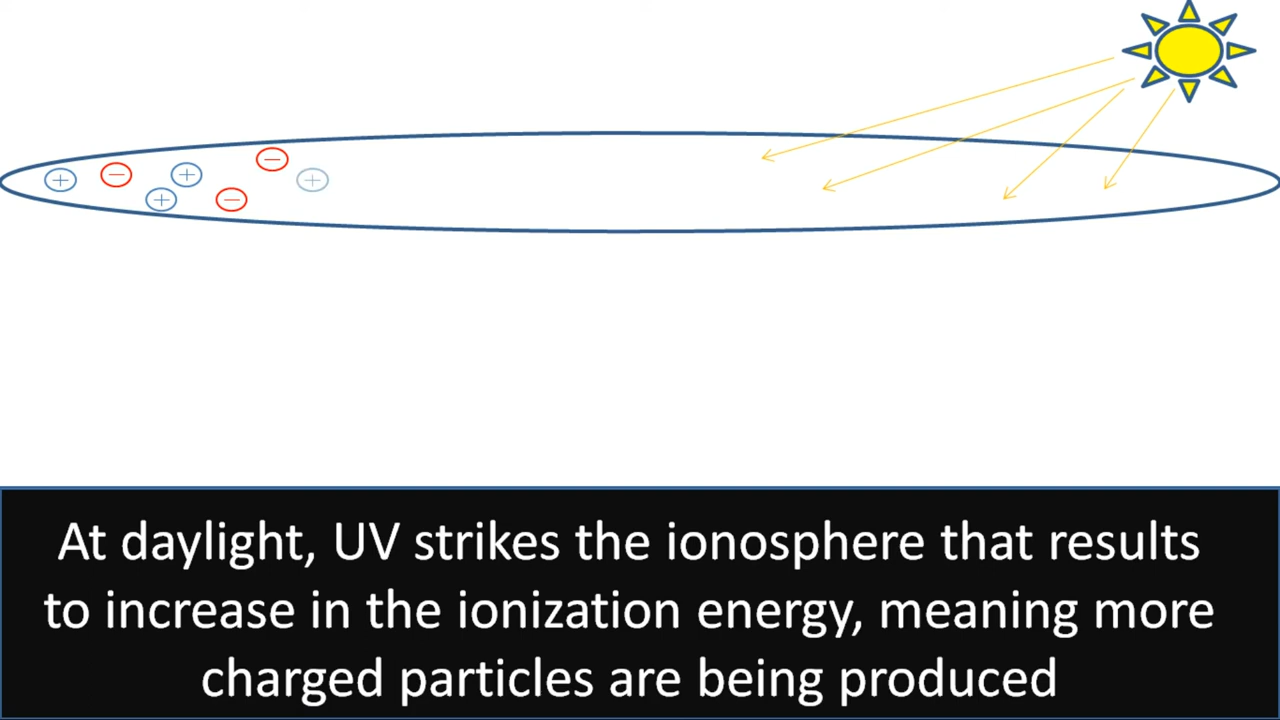 At daylight, UV strikes the ionosphere that results
to increase in the ionization energy, meaning more
charged particles are being produced